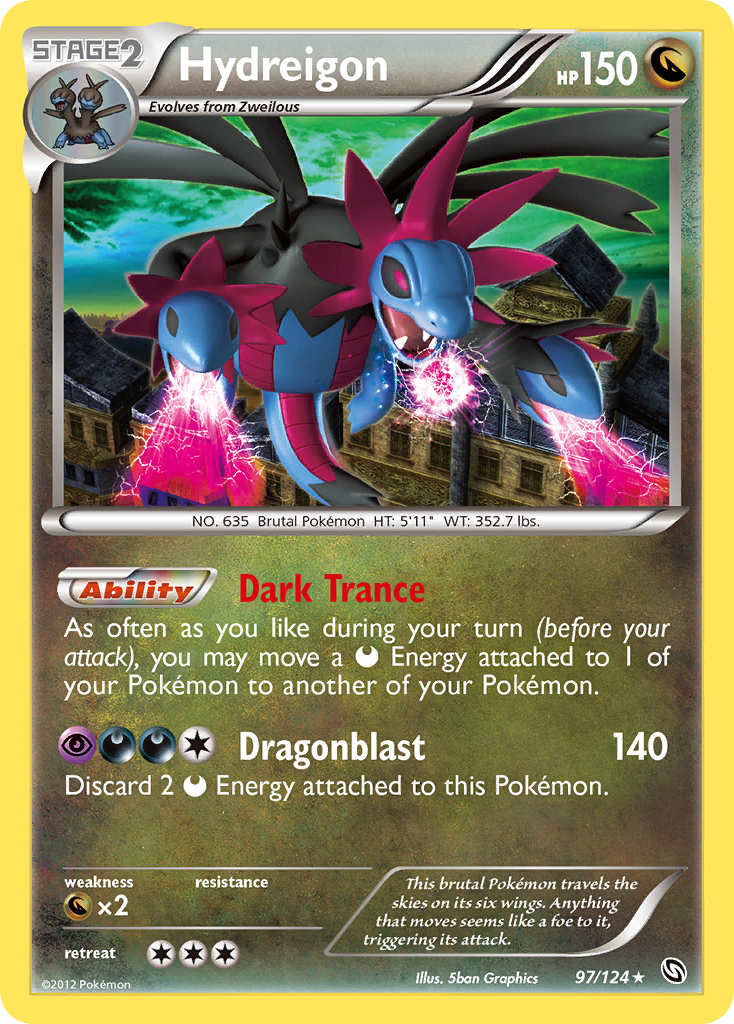 STAGE2
Hydreigon
HP150
Evolves from Zweilous
NO. 635 Brutal Pokémon HT: 5'11" WT: 352.7 lbs.
Ability Dark Trance
As often as you like during your turn (before your
attack), you may move a Energy attached to 1 of
your Pokémon to another of your Pokémon.
Dragonblast 140
Discard 2 Energy attached to this Pokémon.
weakness resistance
×2
retreat
This brutal Pokémon travels the
skies on its six wings. Anything
that moves seems like a foe to it,
triggering its attack.
©2012 Pokémon
Illus. 5ban Graphics
97/124 ★